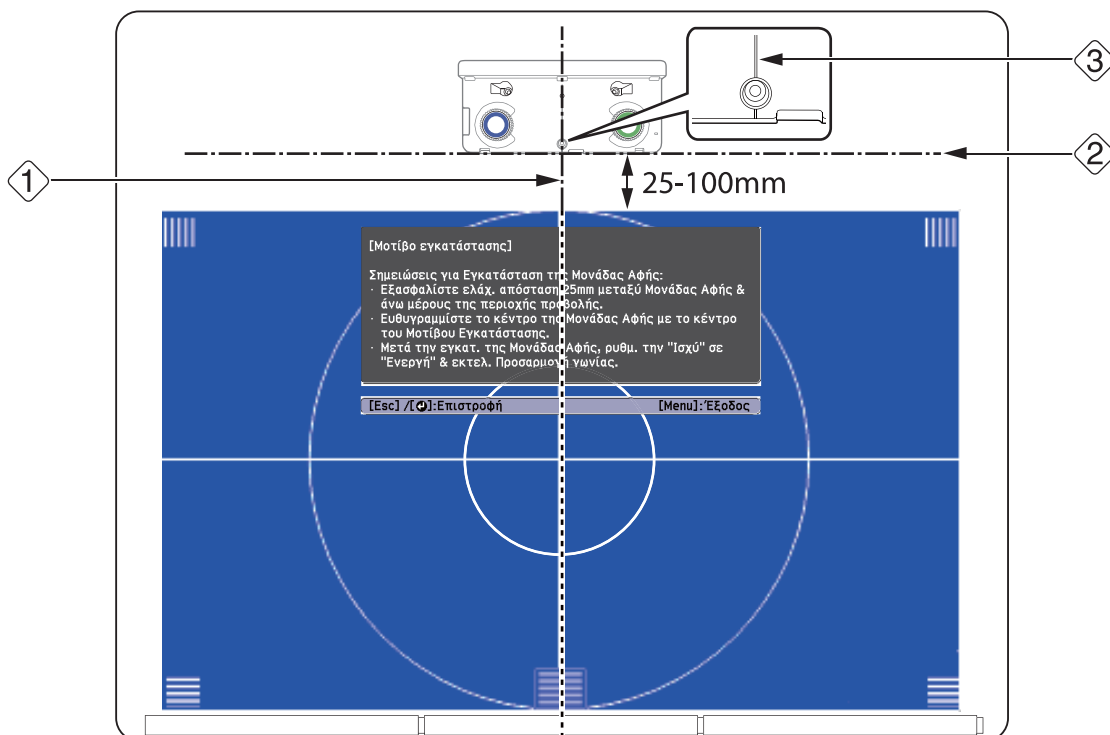 3
2
1
25-100mm
[Μοτίβο εγκατάστασης]
Σημειώσεις για Εγκατάσταση της Μονάδας Αφής:
· Εξασφαλίστε ελάχ. απόσταση 25mm μεταξύ Μονάδας Αφής &
άνω μέρους της περιοχής προβολής.
· Ευθυγραμμίστε το κέντρο της Μονάδας Αφής με το κέντρο
του Μοτίβου Εγκατάστασης.
· Μετά την εγκατ. της Μονάδας Αφής, ρυθμ. την "Ισχύ" σε
"Ενεργή" & εκτελ. Προσαρμογή γωνίας.
[Esc] /[⏎]:Επιστροφή [Menu]:Έξοδος